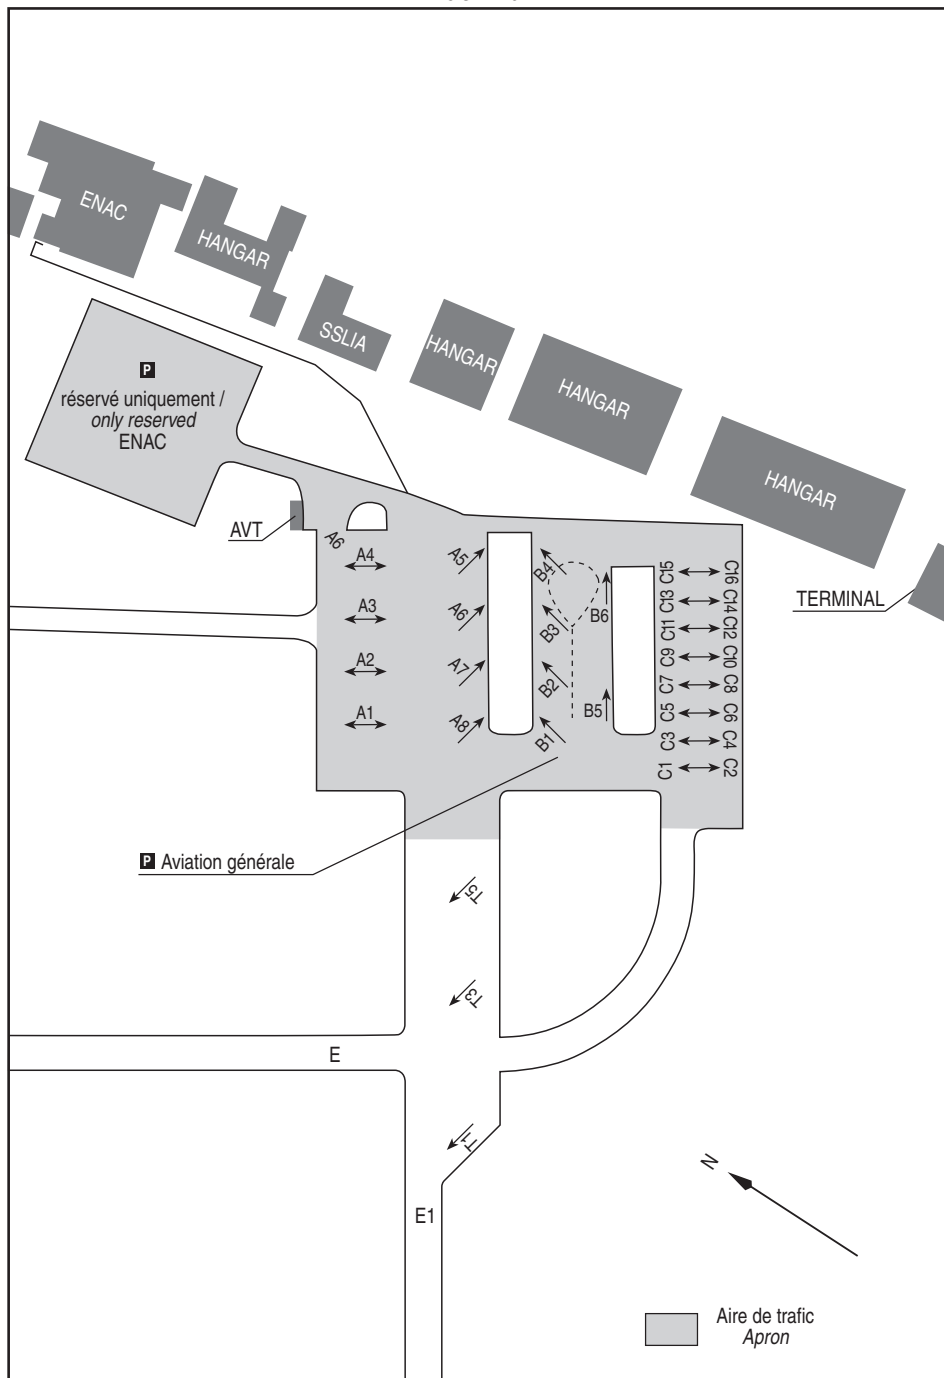 ENAC
HANGAR
SSLIA
HANGAR
HANGAR
HANGAR
TERMINAL
P
réservé uniquement /
only reserved
ENAC
AVT
A6
A4
A3
A2
A1
A5
A6
A7
A8
B4
B3
B2
B1
B6
B5
C15
C16
C13
C14
C11
C12
C9
C10
C7
C8
C5
C6
C3
C4
C1
C2
P Aviation générale
T5
T3
E
T1
E1
N
Aire de trafic
Apron